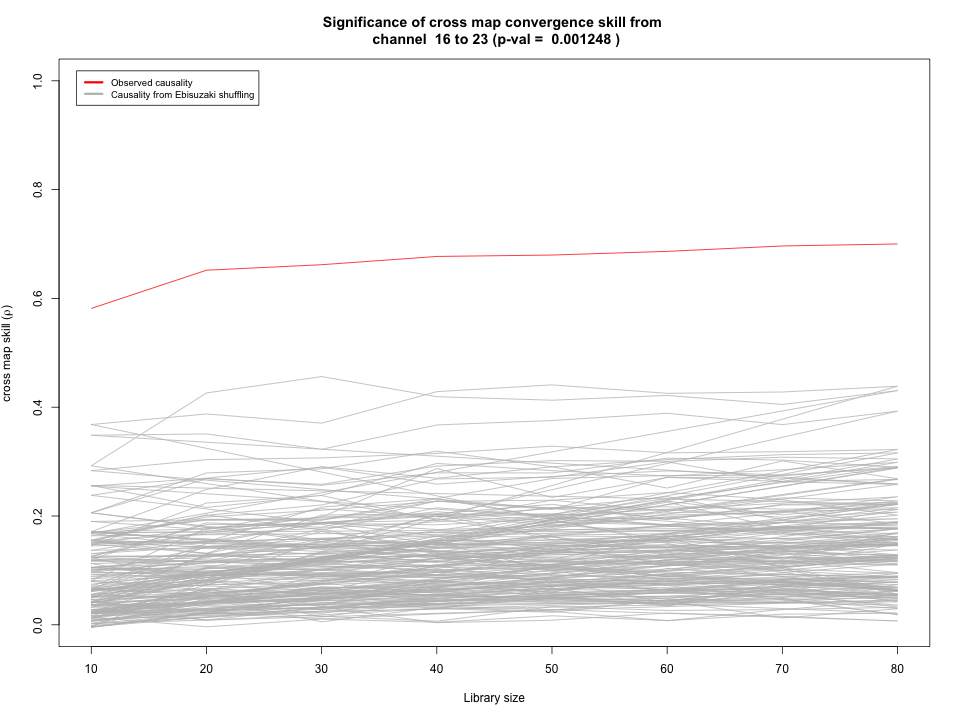 Significance of cross map convergence skill from
channel  16 to 23 (p-val =  0.001248 )
Observed causality
Causality from Ebisuzaki shuffling
1.0
0.8
0.6
0.4
0.2
0.0
cross map skill (ρ)
10 20 30 40 50 60 70 80
Library size